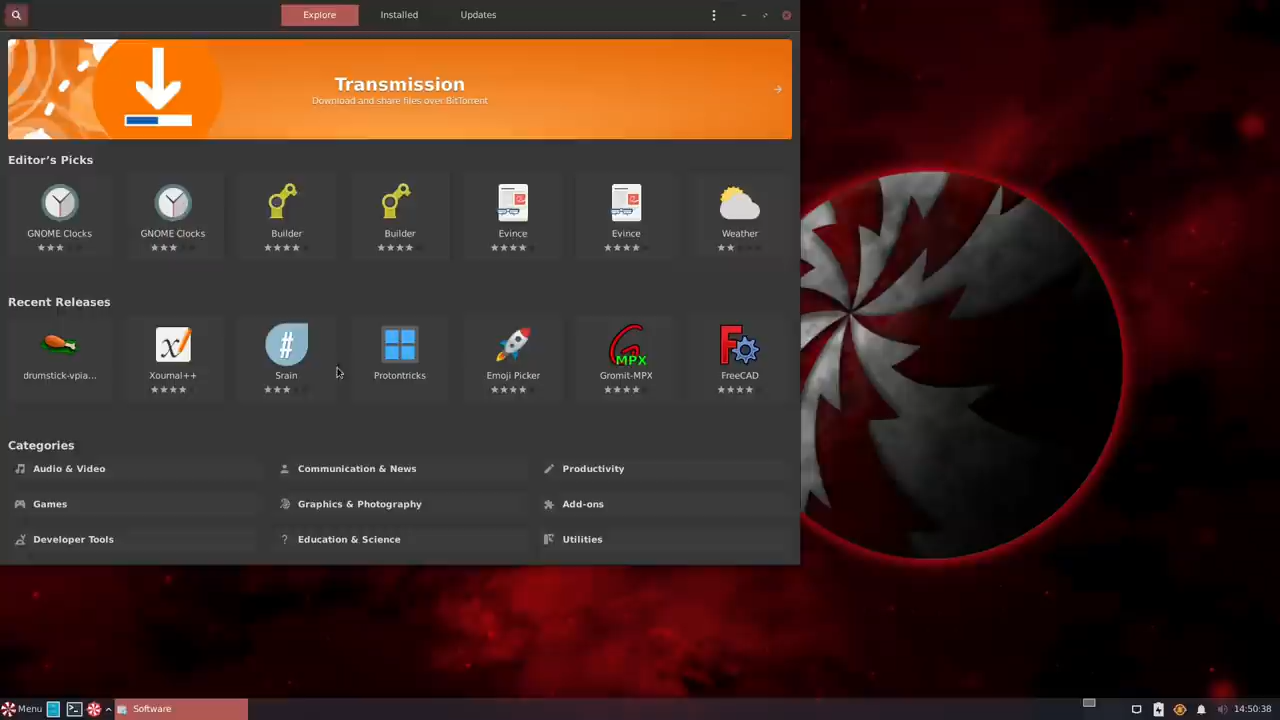 Explore
Installed
Updates
Transmission
Download and share files over BitTorrent
Editor’s Picks
GNOME Clocks
GNOME Clocks
Builder
Builder
Evince
Evince
Weather
Recent Releases
drumstick-vpia...
Xournal++
# Srain
Protontricks
Emoji Picker
MPX
Gromit-MPX
FreeCAD
Categories
Audio & Video
Communication & News
Productivity
Games
Graphics & Photography
Add-ons
Developer Tools
Education & Science
Utilities
Menu
Software
14:50:38